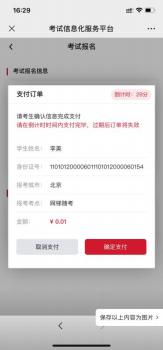 16:29
考试信息化服务平台
考试报名
考试报名信息
支付订单
倒计时：29分
请考生确认信息完成支付
请在倒计时时间内支付完毕，过期后订单将失效
学生姓名：
李美
身份证号：
11010120000601110101200006015​4
报考城市：
北京
报考考点：
网梯随考
金额：
¥ 0.01
取消支付
确定支付
保存以上内容为图片